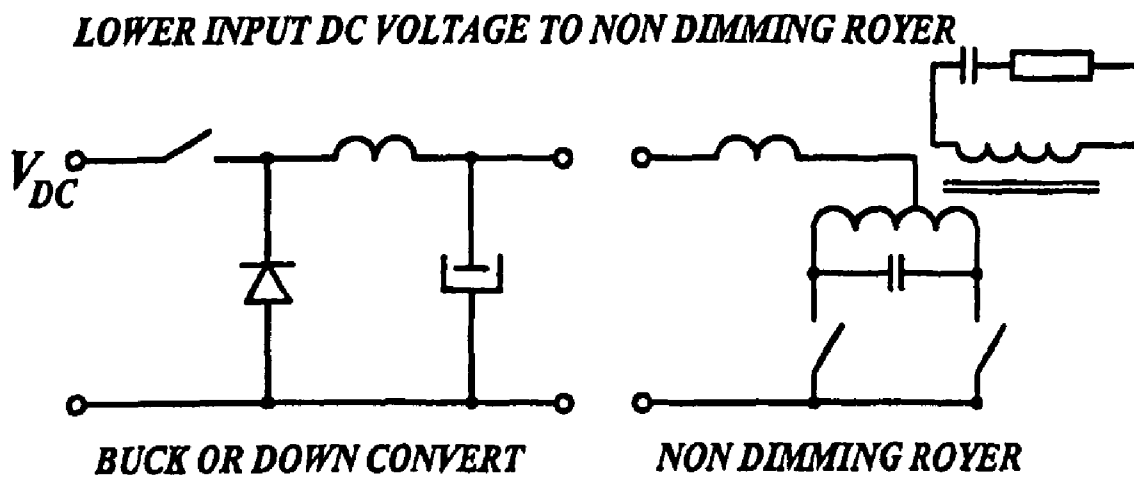 LOWER INPUT DC VOLTAGE TO NON DIMMING ROYER
V_DC
BUCK OR DOWN CONVERT
NON DIMMING ROYER